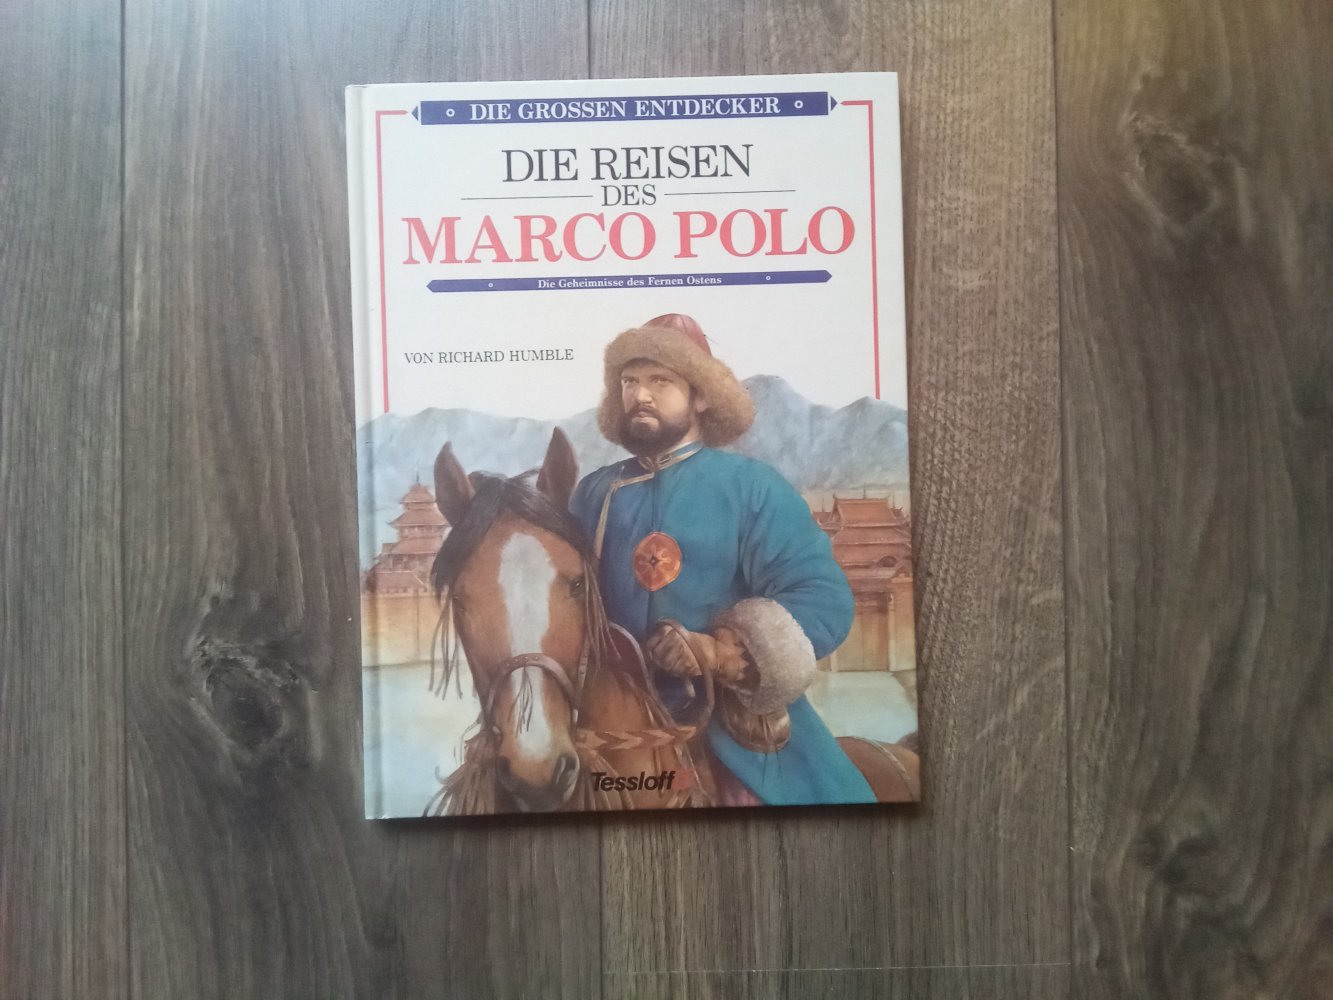 DIE GROSSEN ENTDECKER
DIE REISEN
DES
MARCO POLO
Die Geheimnisse des Fernen Ostens
VON RICHARD HUMBLE
Tessloff